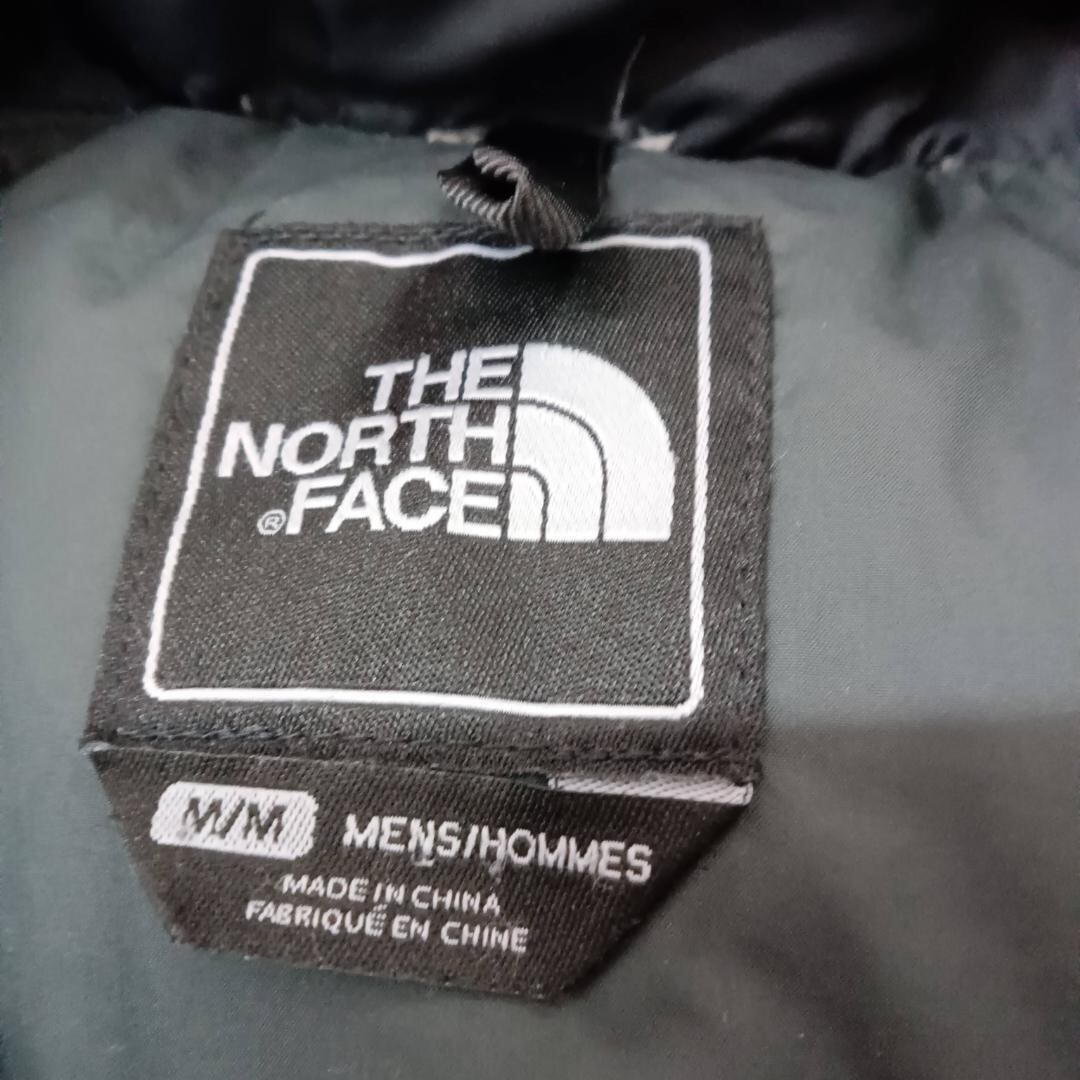 THE
NORTH
®FACE
M/M MENS/HOMMES
MADE IN CHINA
FABRIQUÉ EN CHINE